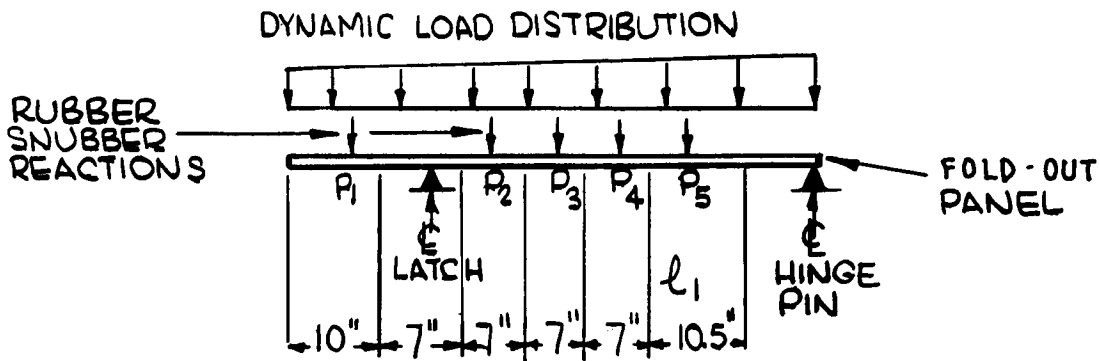 DYNAMIC LOAD DISTRIBUTION
RUBBER
SNUBBER
REACTIONS
P1
P2
P3
P4
P5
FOLD-OUT
PANEL
℄
LATCH
℄
HINGE
PIN
ℓ1
10"
7"
7"
7"
7"
10.5"